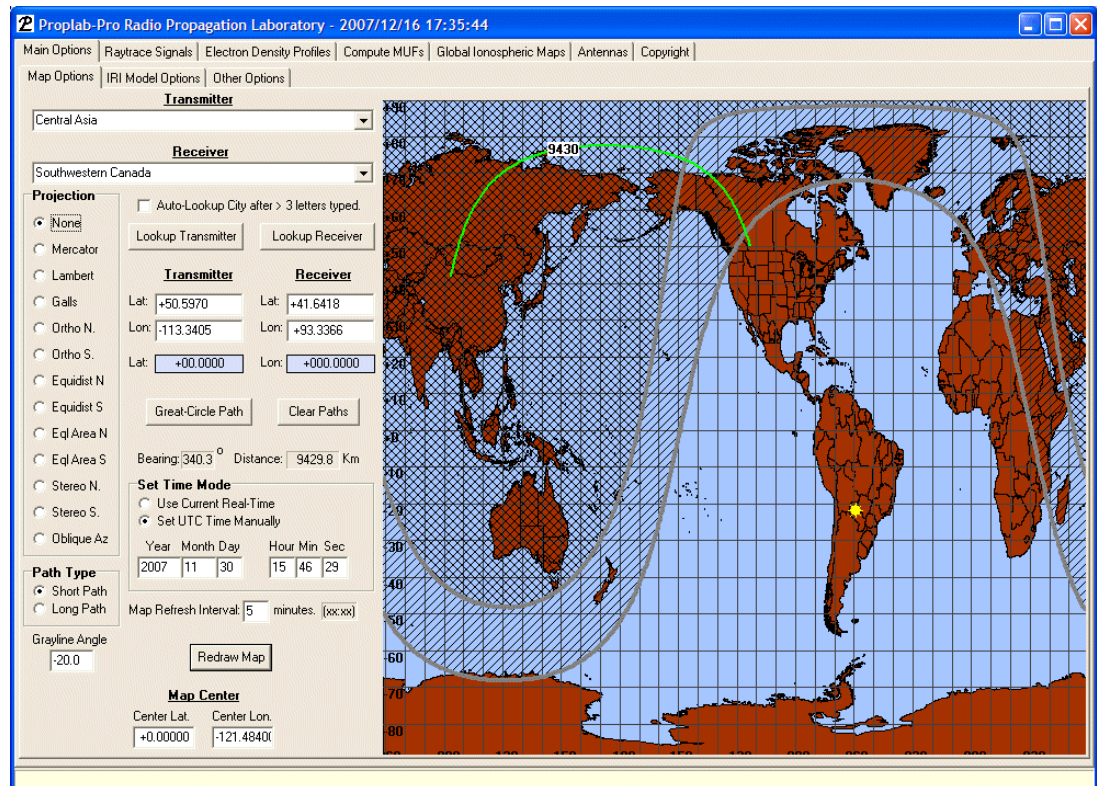 Proplab-Pro Radio Propagation Laboratory - 2007/12/16 17:35:44
Main Options Raytrace Signals Electron Density Profiles Compute MUFs Global Ionospheric Maps Antennas Copyright
Map Options IRI Model Options Other Options
Transmitter
Central Asia
Receiver
Southwestern Canada
Projection
None
Mercator
Lambert
Galls
Ortho N.
Ortho S.
Equidist N
Equidist S
Eql Area N
Eql Area S
Stereo N.
Stereo S.
Oblique Az
Auto-Lookup City after > 3 letters typed.
Lookup Transmitter Lookup Receiver
Transmitter Receiver
Lat: +50.5970 Lat: +41.6418
Lon: -113.3405 Lon: +93.3366
Lat: +00.0000 Lon: +000.0000
Great-Circle Path Clear Paths
Bearing: 340.3 o Distance: 9429.8 Km
Set Time Mode
Use Current Real-Time
Set UTC Time Manually
Year Month Day Hour Min Sec
2007 11 30 15 46 29
Path Type
Short Path
Long Path
Map Refresh Interval: 5 minutes. (xx:xx)
Grayline Angle
-20.0
Redraw Map
Map Center
Center Lat. Center Lon.
+0.00000 -121.4840(
+90
+80
9430
+20
+10
+0
-10
-30
-40
-60
-70
-80